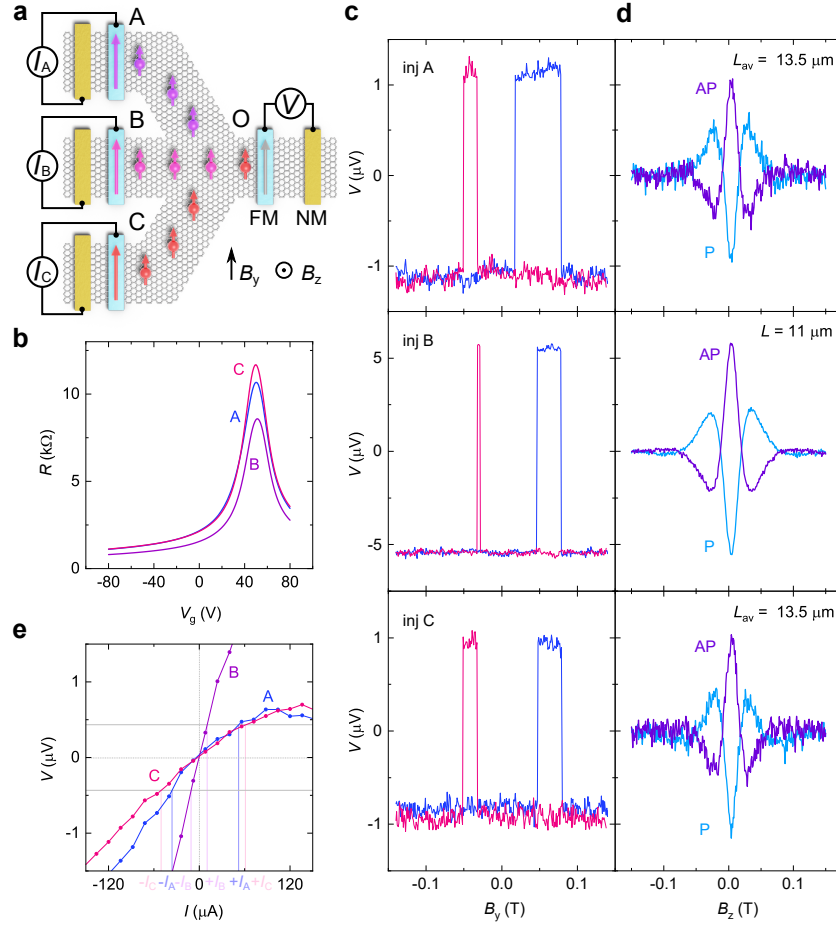 a
A
I_A
B
O
I_B
V
C
FM
NM
I_C
B_y
B_z
b
C
A
B
10
5
0
R (kΩ)
-80
-40
0
40
80
V_g (V)
e
B
A
C
1
0
-1
V (μV)
-I_C
-I_A
-I_B
+I_B
+I_A
+I_C
-120
0
120
I (μA)
c
inj A
1
0
-1
V (μV)
inj B
5
0
-5
V (μV)
inj C
1
0
-1
V (μV)
-0.1
0.0
0.1
B_y (T)
d
L_av = 13.5 μm
AP
P
L = 11 μm
AP
P
L_av = 13.5 μm
AP
P
-0.1
0.0
0.1
B_z (T)